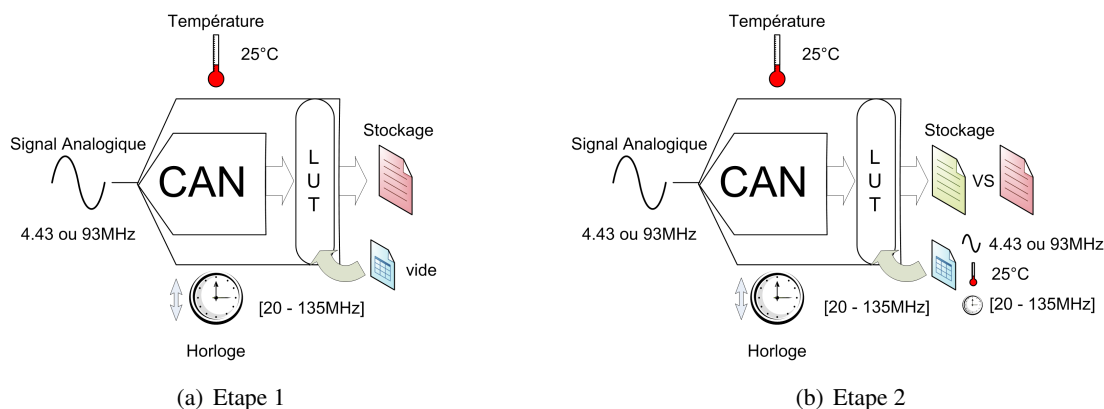 Température
25°C
Signal Analogique
CAN
LUT
Stockage
4.43 ou 93MHz
vide
[20 - 135MHz]
Horloge
(a) Etape 1
Température
25°C
Signal Analogique
CAN
LUT
Stockage
VS
4.43 ou 93MHz
4.43 ou 93MHz
25°C
[20 - 135MHz]
[20 - 135MHz]
Horloge
(b) Etape 2